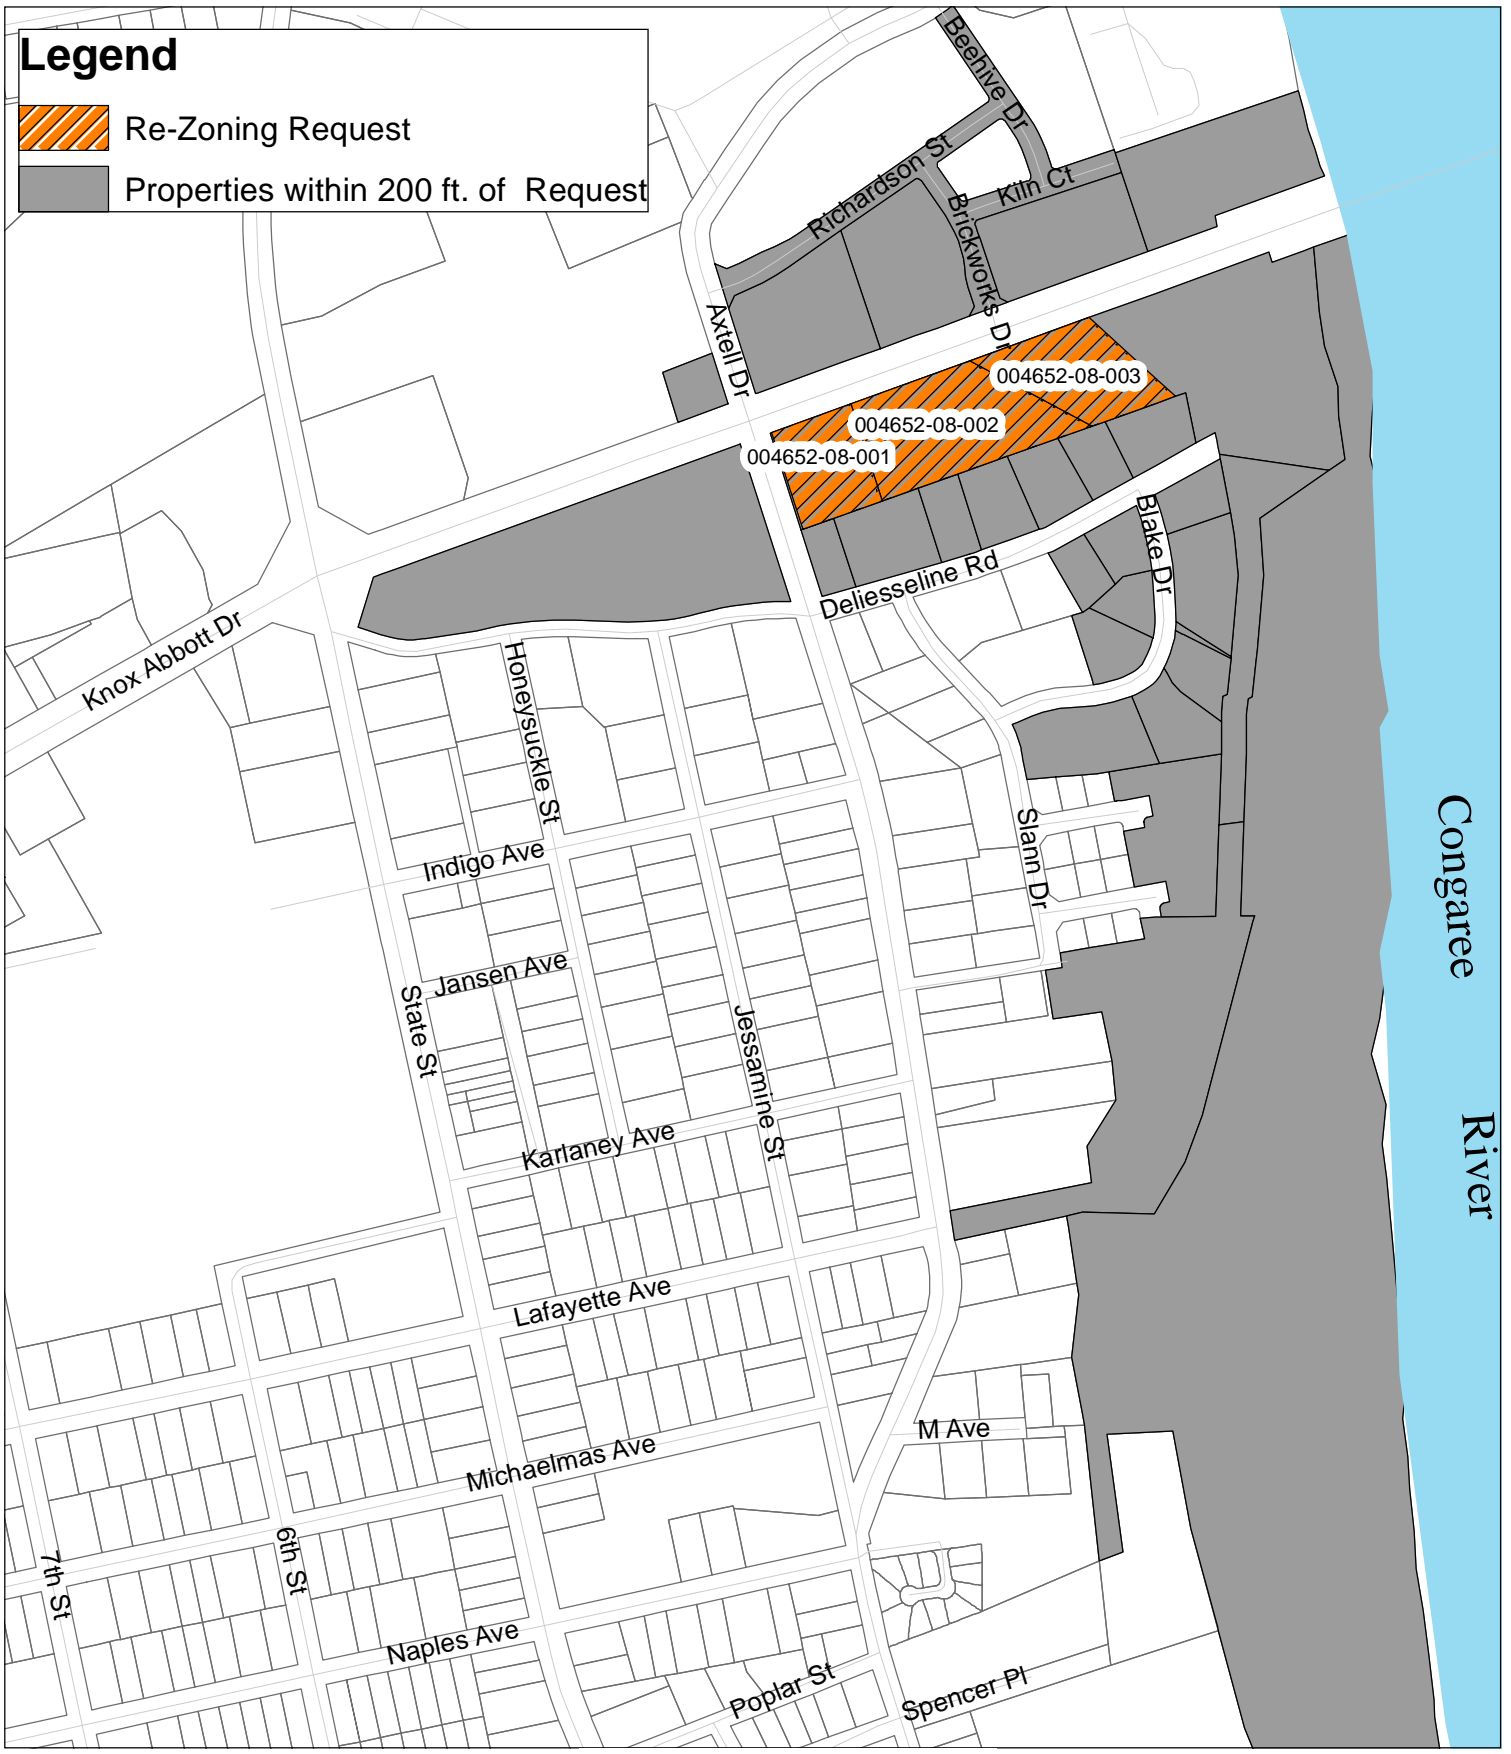 Legend
Re-Zoning Request
Properties within 200 ft. of Request
Beehive Dr
Richardson St
Kiln Ct
Brickworks Dr
Axtell Dr
004652-08-003
004652-08-002
004652-08-001
Blake Dr
Deliesseline Rd
Knox Abbott Dr
Honeysuckle St
Slann Dr
Congaree
Indigo Ave
Jansen Ave
State St
Jessamine St
Karlaney Ave
River
Lafayette Ave
M Ave
Michaelmas Ave
6th St
7th St
Naples Ave
Poplar St
Spencer Pl